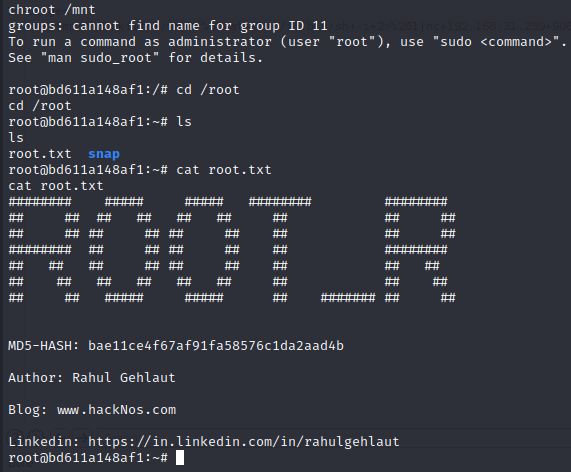 chroot /mnt
groups: cannot find name for group ID 11
To run a command as administrator (user "root"), use "sudo <command>".
See "man sudo_root" for details.
root@bd611a148af1:/# cd /root
cd /root
root@bd611a148af1:~# ls
ls
root.txt  snap
root@bd611a148af1:~# cat root.txt
cat root.txt
########    #####     #####   ########         ########
##     ##  ##   ##   ##   ##     ##            ##     ##
##     ## ##     ## ##     ##    ##            ##     ##
########  ##     ## ##     ##    ##            ########
##   ##   ##     ## ##     ##    ##            ##   ##
##    ##   ##   ##   ##   ##     ##            ##    ##
##     ##   #####     #####      ##    ####### ##     ##
MD5-HASH: bae11ce4f67af91fa58576c1da2aad4b
Author: Rahul Gehlaut
Blog: www.hackNos.com
Linkedin: https://in.linkedin.com/in/rahulgehlaut
root@bd611a148af1:~#